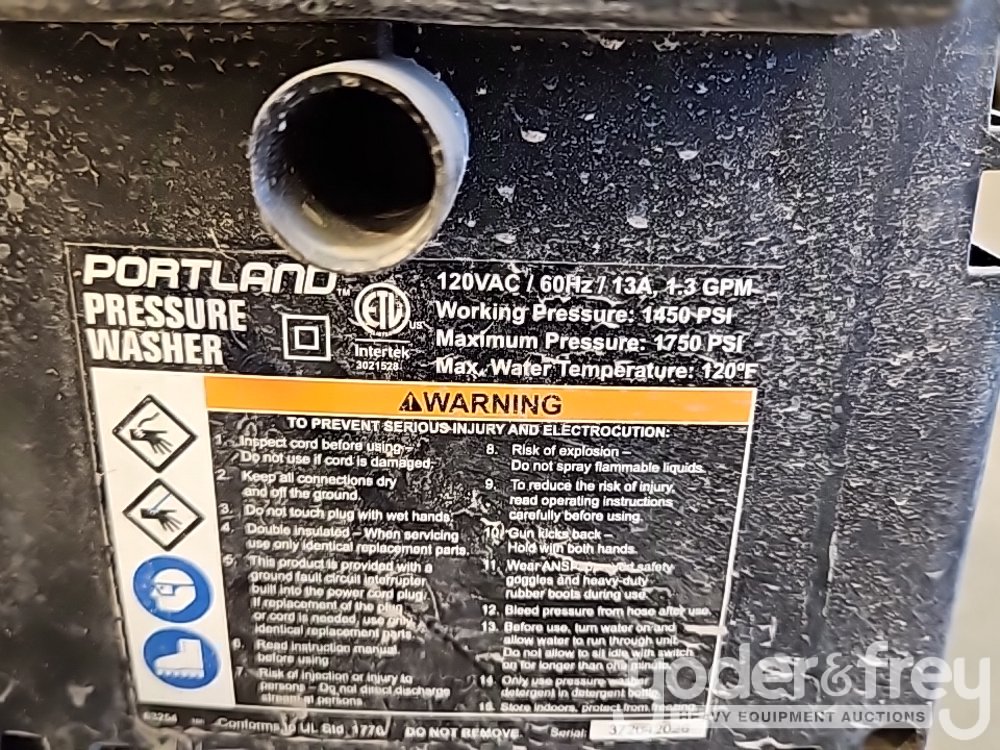 PORTLAND™
PRESSURE
WASHER
ETL
US
Intertek
3021528
120VAC / 60Hz / 13A, 1.3 GPM
Working Pressure: 1450 PSI
Maximum Pressure: 1750 PSI
Max. Water Temperature: 120ºF
WARNING
TO PREVENT SERIOUS INJURY AND ELECTROCUTION:
1. Inspect cord before using –
Do not use if cord is damaged.
2. Keep all connections dry
and off the ground.
3. Do not touch plug with wet hands.
4. Double Insulated – When servicing
use only identical replacement parts.
5. This product is provided with a
ground fault circuit interrupter
built into the power cord plug.
If replacement of the plug
or cord is needed, use only
identical replacement parts.
6. Read instruction manual
before using
7. Risk of injection or injury to
persons – Do not direct discharge
stream at persons
8. Risk of explosion –
Do not spray flammable liquids.
9. To reduce the risk of injury,
read operating instructions
carefully before using.
10. Gun kicks back –
Hold with both hands.
11. Wear ANSI-approved safety
goggles and heavy-duty
rubber boots during use.
12. Bleed pressure from hose after use.
13. Before use, turn water on and
allow water to run through unit.
Do not allow to sit idle with switch
on for longer than one minute.
14. Only use pressure washer
detergent in detergent bottle.
15. Store indoors, protect from freezing.
Conforms to UL Std. 1776
DO NOT REMOVE.
Serial:
yoder&frey
HEAVY EQUIPMENT AUCTIONS